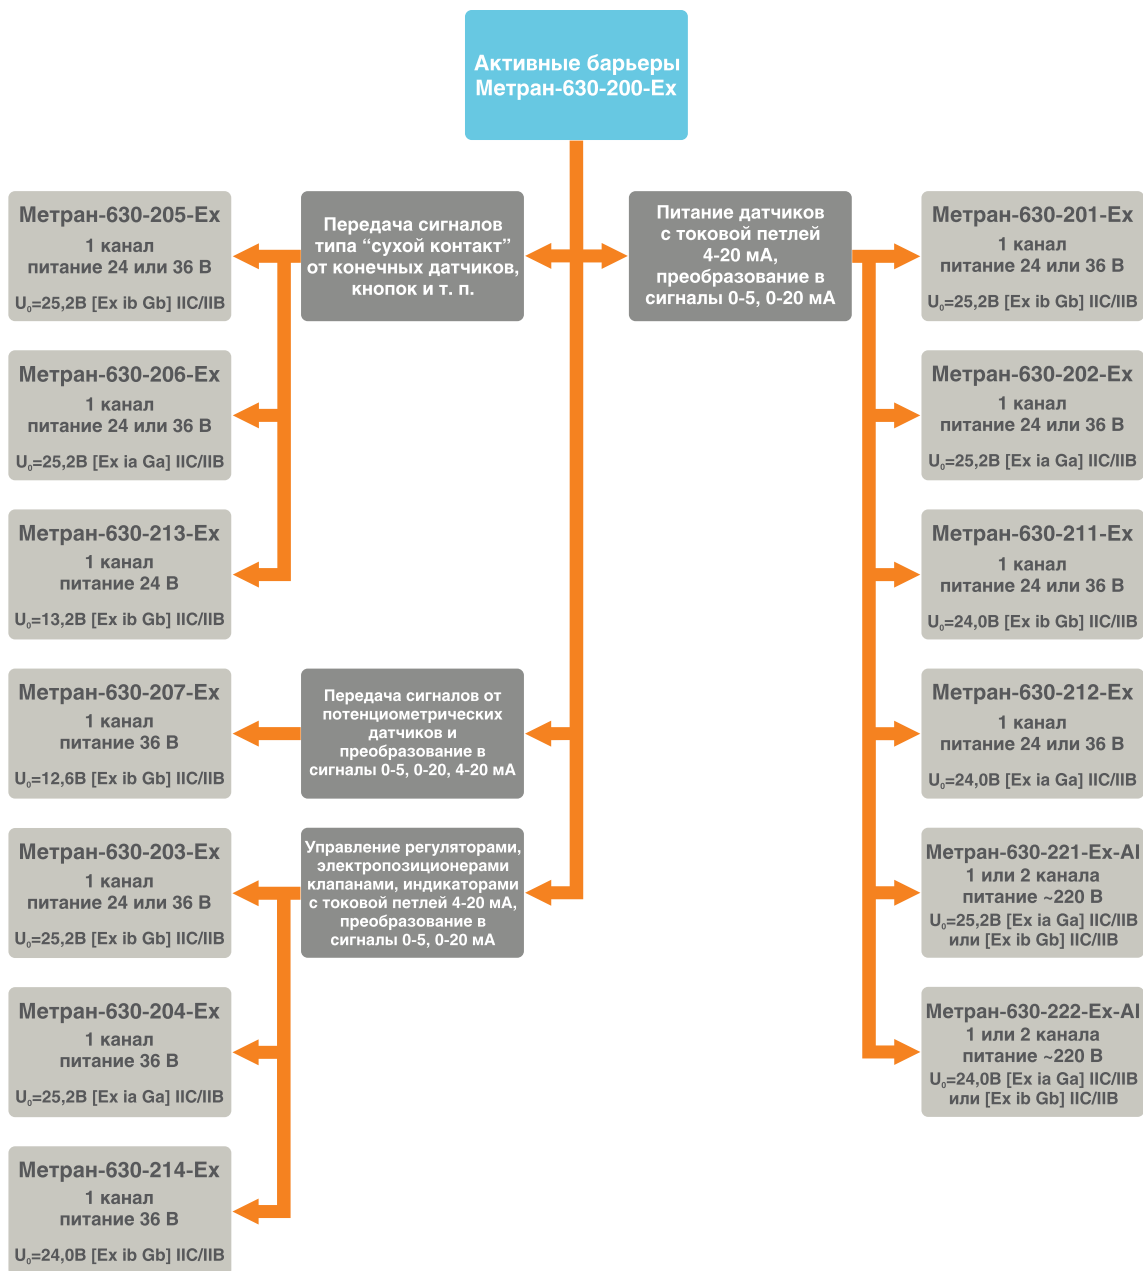 Активные барьеры
Метран-630-200-Ex
Метран-630-205-Ex
1 канал
питание 24 или 36 В
U₀=25,2В [Ex ib Gb] IIC/IIB
Метран-630-206-Ex
1 канал
питание 24 или 36 В
U₀=25,2В [Ex ia Ga] IIC/IIB
Метран-630-213-Ex
1 канал
питание 24 В
U₀=13,2В [Ex ib Gb] IIC/IIB
Передача сигналов
типа “сухой контакт”
от конечных датчиков,
кнопок и т. п.
Метран-630-207-Ex
1 канал
питание 36 В
U₀=12,6В [Ex ib Gb] IIC/IIB
Передача сигналов от
потенциометрических
датчиков и
преобразование в
сигналы 0-5, 0-20, 4-20 мА
Метран-630-203-Ex
1 канал
питание 24 или 36 В
U₀=25,2В [Ex ib Gb] IIC/IIB
Метран-630-204-Ex
1 канал
питание 36 В
U₀=25,2В [Ex ia Ga] IIC/IIB
Метран-630-214-Ex
1 канал
питание 36 В
U₀=24,0В [Ex ib Gb] IIC/IIB
Управление регуляторами,
электропозиционерами
клапанами, индикаторами
с токовой петлей 4-20 мА,
преобразование в
сигналы 0-5, 0-20 мА
Питание датчиков
с токовой петлей
4-20 мА,
преобразование в
сигналы 0-5, 0-20 мА
Метран-630-201-Ex
1 канал
питание 24 или 36 В
U₀=25,2В [Ex ib Gb] IIC/IIB
Метран-630-202-Ex
1 канал
питание 24 или 36 В
U₀=25,2В [Ex ia Ga] IIC/IIB
Метран-630-211-Ex
1 канал
питание 24 или 36 В
U₀=24,0В [Ex ib Gb] IIC/IIB
Метран-630-212-Ex
1 канал
питание 24 или 36 В
U₀=24,0В [Ex ia Ga] IIC/IIB
Метран-630-221-Ex-AI
1 или 2 канала
питание ~220 В
U₀=25,2В [Ex ia Ga] IIC/IIB
или [Ex ib Gb] IIC/IIB
Метран-630-222-Ex-AI
1 или 2 канала
питание ~220 В
U₀=24,0В [Ex ia Ga] IIC/IIB
или [Ex ib Gb] IIC/IIB